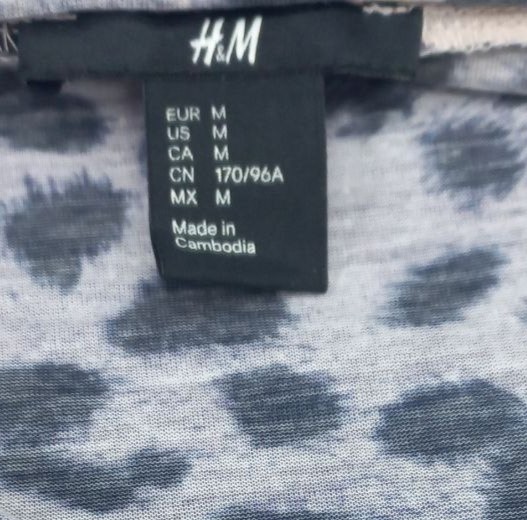 H&M
EUR M
US M
CA M
CN 170/96A
MX M
Made in
Cambodia